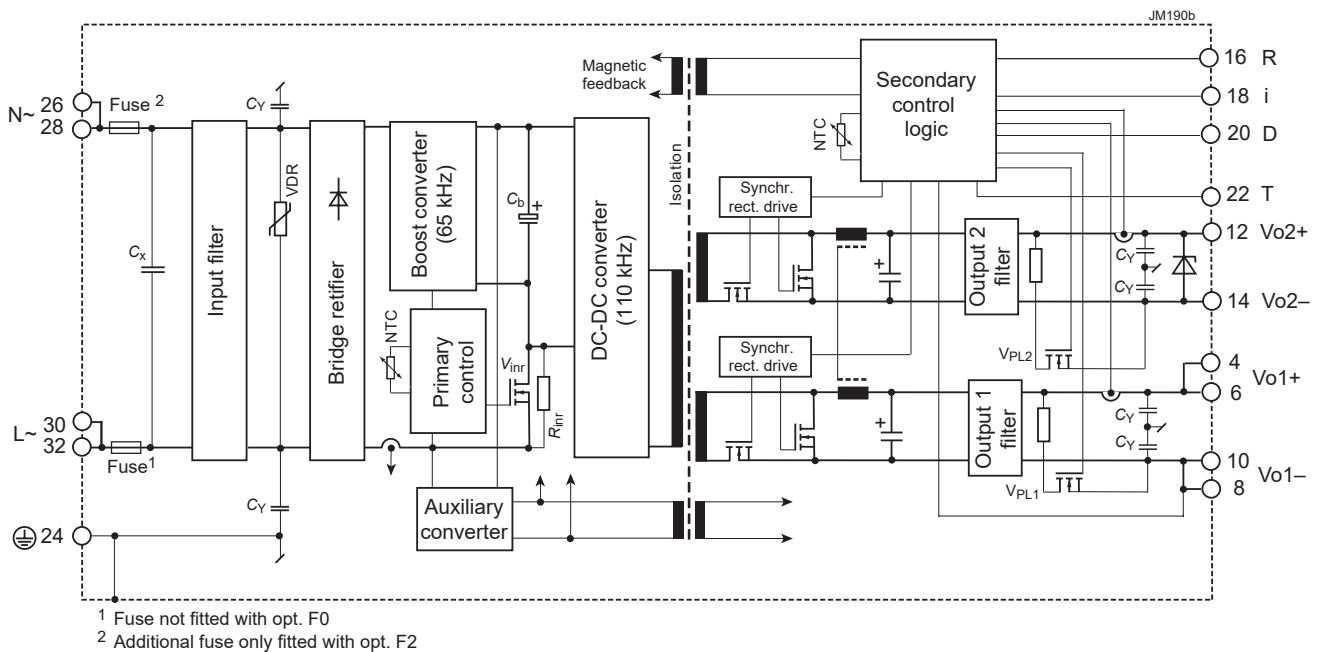 JM190b
N~ 26
28
Fuse 2
CY
Cx
Input filter
VDR
Bridge retifier
Boost converter
(65 kHz)
Cb
+
DC-DC converter
(110 kHz)
NTC
Primary
control
Vinr
Rinr
L~ 30
32
Fuse1
CY
24
Auxiliary
converter
Magnetic
feedback
Isolation
Secondary
control
logic
NTC
Synchr.
rect. drive
+
Output 2
filter
CY
CY
VPL2
Synchr.
rect. drive
+
Output 1
filter
CY
CY
VPL1
16 R
18 i
20 D
22 T
12 Vo2+
14 Vo2–
4
Vo1+
6
10
Vo1–
8
1 Fuse not fitted with opt. F0
2 Additional fuse only fitted with opt. F2